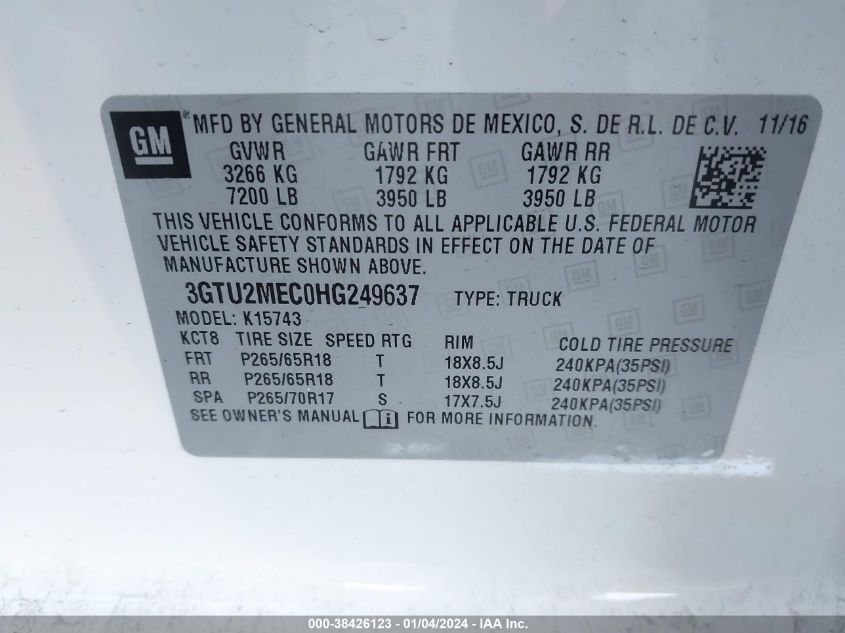 GM® MFD BY GENERAL MOTORS DE MEXICO, S. DE R.L. DE C.V. 11/16
GVWR GAWR FRT GAWR RR
3266 KG 1792 KG 1792 KG
7200 LB 3950 LB 3950 LB
THIS VEHICLE CONFORMS TO ALL APPLICABLE U.S. FEDERAL MOTOR
VEHICLE SAFETY STANDARDS IN EFFECT ON THE DATE OF
MANUFACTURE SHOWN ABOVE.
3GTU2MEC0HG249637 TYPE: TRUCK
MODEL: K15743
KCT8 TIRE SIZE SPEED RTG RIM COLD TIRE PRESSURE
FRT P265/65R18 T 18X8.5J 240KPA(35PSI)
RR P265/65R18 T 18X8.5J 240KPA(35PSI)
SPA P265/70R17 S 17X7.5J 240KPA(35PSI)
SEE OWNER'S MANUAL FOR MORE INFORMATION.
000-38426123 - 01/04/2024 - IAA Inc.